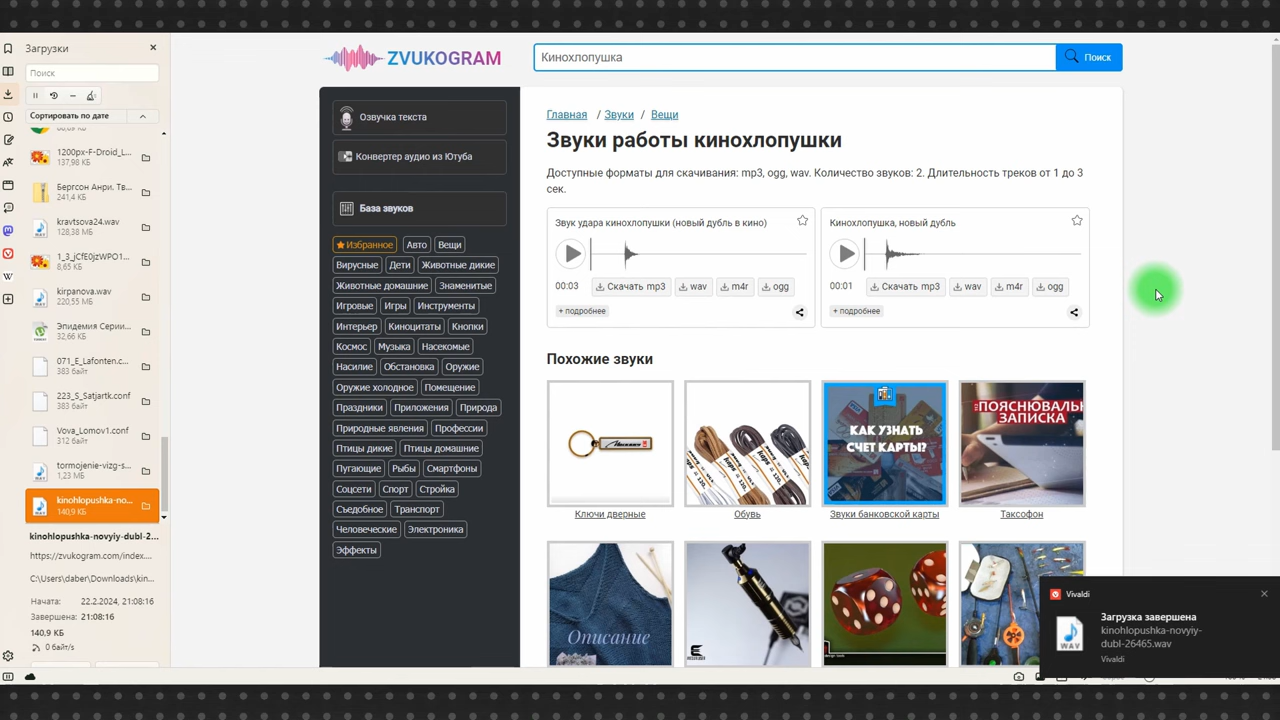 Загрузки
Поиск
Сортировать по дате
1200px-F-Droid_L...
137,98 КБ
Бергсон Анри. Тв...
241,4 КБ
kravtsova24.wav
128,38 МБ
1_3_jCfE0jzWPO1...
8,65 КБ
kirpanova.wav
220,55 МБ
Эпидемия Серии...
32,66 КБ
071_E_Lafonten.c...
383 байт
223_S_Satjartk.conf
383 байт
Vova_Lomov1.conf
312 байт
tormojenie-vizg-s...
1,23 МБ
kinohlopushka-no...
140,9 КБ
kinohlopushka-novyiy-dubl-2...
https://zvukogram.com/index....
C:\Users\daber\Downloads\kin...
Начата: 22.2.2024, 21:08:16
Завершена: 21:08:16
140,9 КБ
0 байт/s
ZVUKOGRAM
Кинохлопушка
Поиск
Озвучка текста
Конвертер аудио из Ютуба
База звуков
Избранное Авто Вещи
Вирусные Дети Животные дикие
Животные домашние Знаменитые
Игровые Игры Инструменты
Интерьер Киноцитаты Кнопки
Космос Музыка Насекомые
Насилие Обстановка Оружие
Оружие холодное Помещение
Праздники Приложения Природа
Природные явления Профессии
Птицы дикие Птицы домашние
Пугающие Рыбы Смартфоны
Соцсети Спорт Стройка
Съедобное Транспорт
Человеческие Электроника
Эффекты
Главная / Звуки / Вещи
Звуки работы кинохлопушки
Доступные форматы для скачивания: mp3, ogg, wav. Количество звуков: 2. Длительность треков от 1 до 3
сек.
Звук удара кинохлопушки (новый дубль в кино)
00:03 Скачать mp3 wav m4r ogg
+ подробнее
Кинохлопушка, новый дубль
00:01 Скачать mp3 wav m4r ogg
+ подробнее
Похожие звуки
КАК УЗНАТЬ
СЧЕТ КАРТЫ?
ПОЯСНЮВАЛЬН
ЗАПИСКА
Ключи дверные
Обувь
Звуки банковской карты
Таксофон
Описание
Vivaldi
Загрузка завершена
kinohlopushka-novyiy-
dubl-26465.wav
Vivaldi